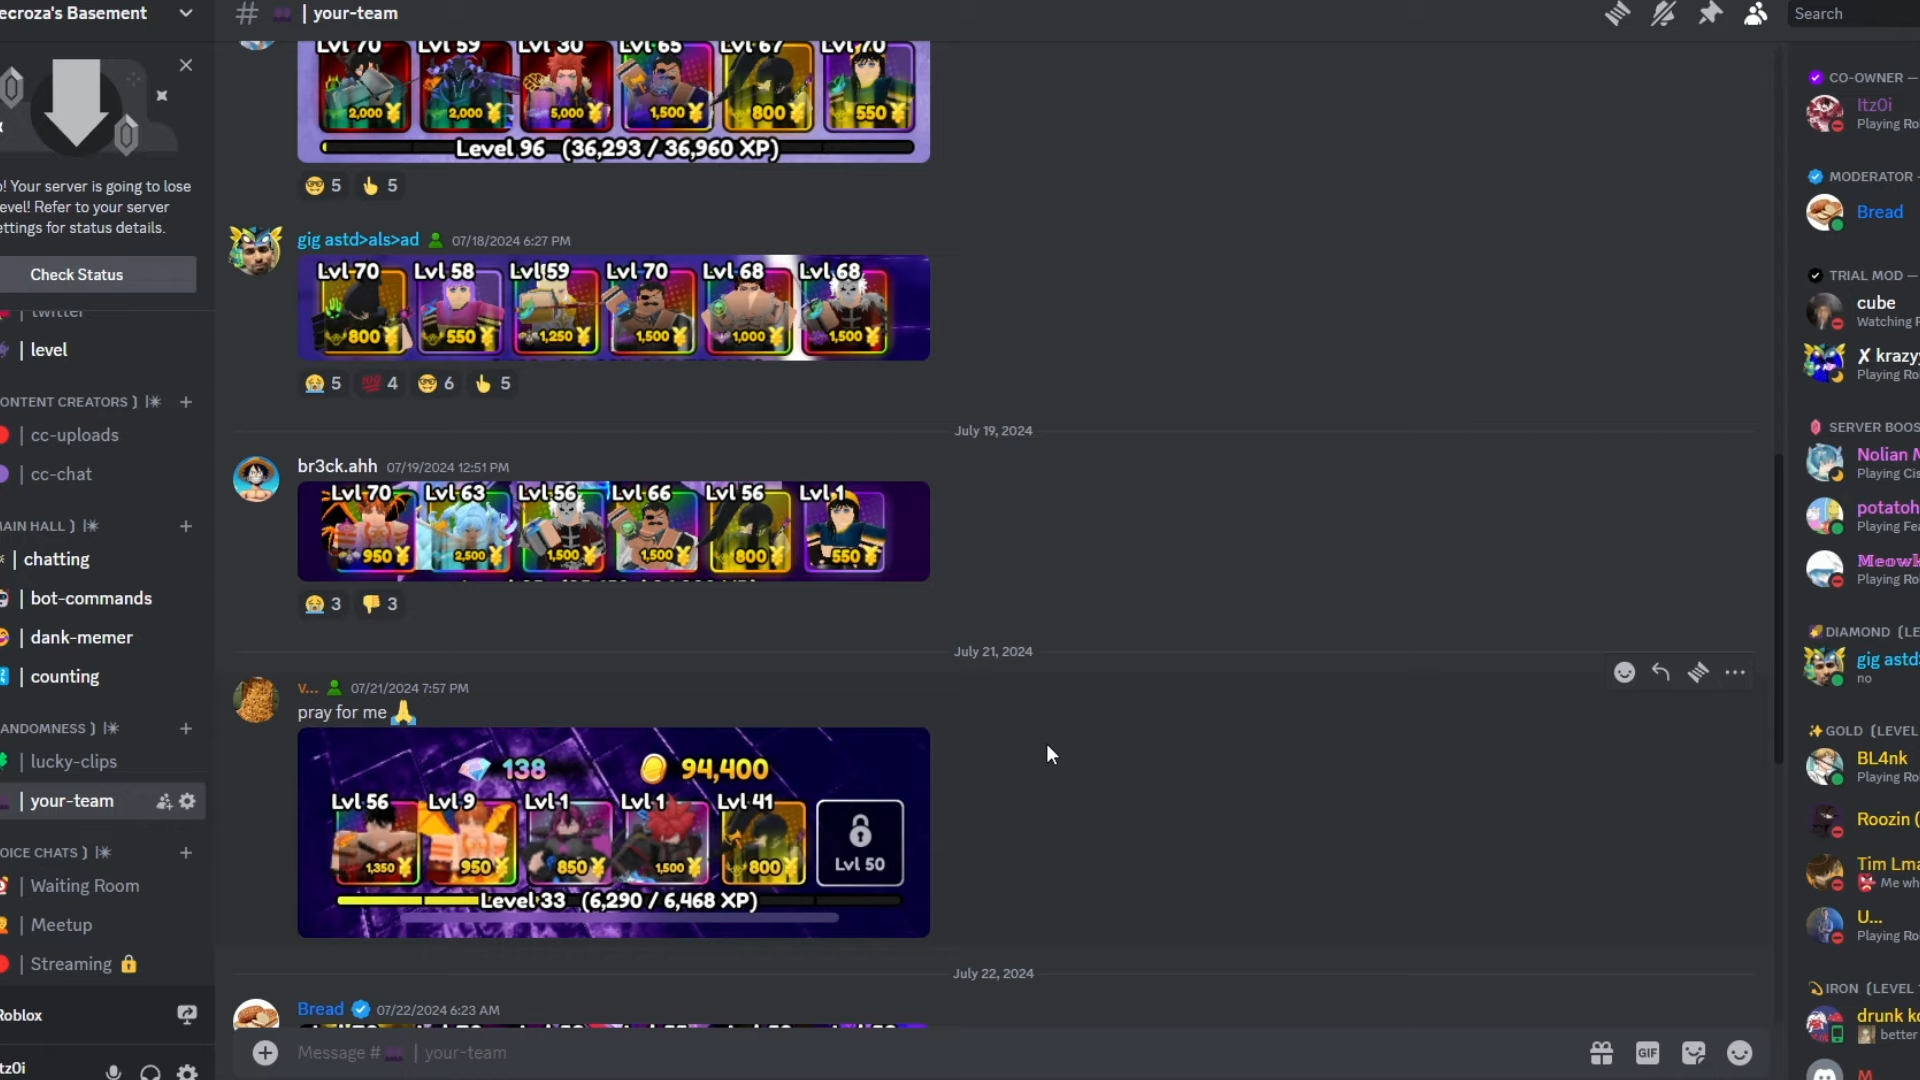 ecroza's Basement
# | your-team
Search
o! Your server is going to lose
evel! Refer to your server
ettings for status details.
Check Status
| twitter
| level
ONTENT CREATORS ) |
| cc-uploads
| cc-chat
AIN HALL ) |
| chatting
| bot-commands
| dank-memer
| counting
ANDOMNESS ) |
| lucky-clips
| your-team
OICE CHATS ) |
| Waiting Room
| Meetup
| Streaming
Roblox
tz0i
Lvl 70 Lvl 59 Lvl 30 Lvl 65 Lvl 67 Lvl 70
2,000¥ 2,000¥ 5,000¥ 1,500¥ 800¥ 550¥
Level 96 (36,293 / 36,960 XP)
5 5
gig astd>als>ad 07/18/2024 6:27 PM
Lvl 70 Lvl 58 Lvl 59 Lvl 70 Lvl 68 Lvl 68
800¥ 550¥ 1,250¥ 1,500¥ 1,000¥ 1,500¥
5 4 6 5
July 19, 2024
br3ck.ahh 07/19/2024 12:51 PM
Lvl 70 Lvl 63 Lvl 56 Lvl 66 Lvl 56 Lvl 1
950¥ 2,500¥ 1,500¥ 1,500¥ 800¥ 550¥
3 3
July 21, 2024
v... 07/21/2024 7:57 PM
pray for me 🙏
138 94,400
Lvl 56 Lvl 9 Lvl 1 Lvl 1 Lvl 41
1,350¥ 950¥ 850¥ 1,500¥ 800¥ Lvl 50
Level 33 (6,290 / 6,468 XP)
July 22, 2024
Bread 07/22/2024 6:23 AM
Message # | your-team
GIF
CO-OWNER —
Itz0i
Playing Ro
MODERATOR -
Bread
TRIAL MOD —
cube
Watching F
X krazyy
Playing Ro
SERVER BOOS
Nolian M
Playing Cis
potatoh
Playing Fea
Meowk
Playing Ro
DIAMOND (LE
gig astd
no
GOLD (LEVEL
BL4nk
Playing Ro
Roozin (
Tim Lma
Me wh
U...
Playing Ro
IRON (LEVEL
drunk ko
better
M